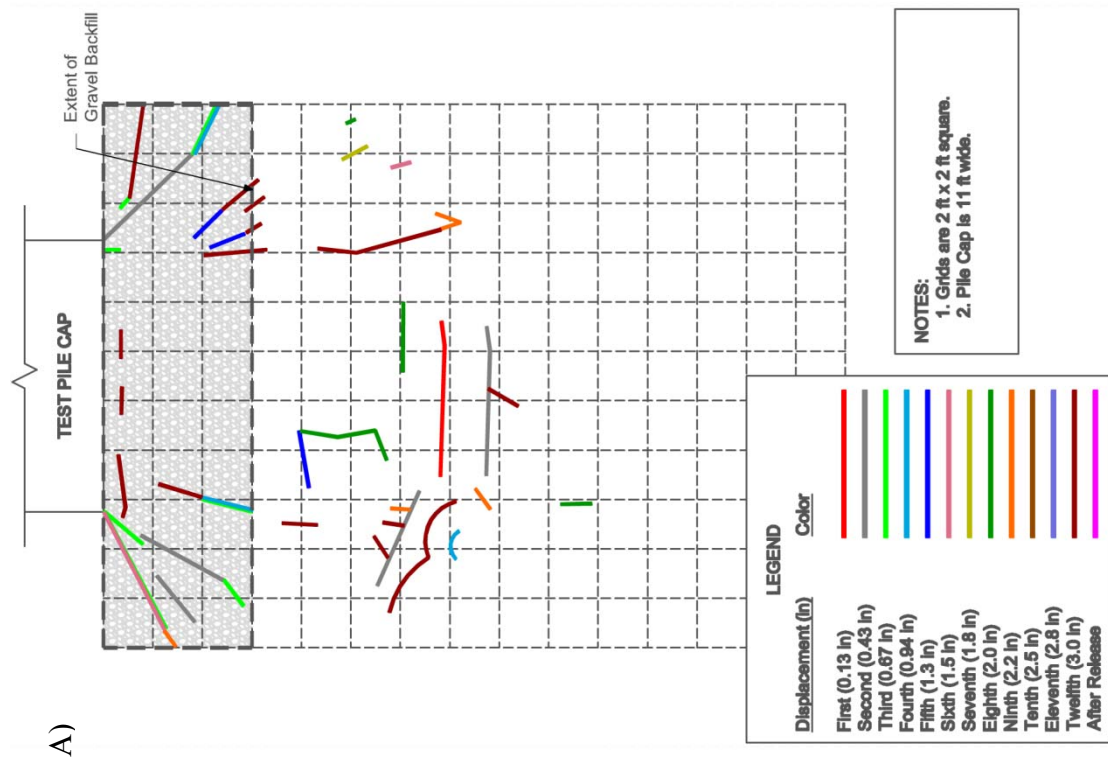 A)
TEST PILE CAP
Extent of
Gravel Backfill
LEGEND
Displacement (in) Color
First (0.13 in)
Second (0.43 in)
Third (0.67 in)
Fourth (0.94 in)
Fifth (1.3 in)
Sixth (1.5 in)
Seventh (1.8 in)
Eighth (2.0 in)
Ninth (2.2 in)
Tenth (2.5 in)
Eleventh (2.8 in)
Twelfth (3.0 in)
After Release
NOTES:
1. Grids are 2 ft x 2 ft square.
2. Pile Cap is 11 ft wide.